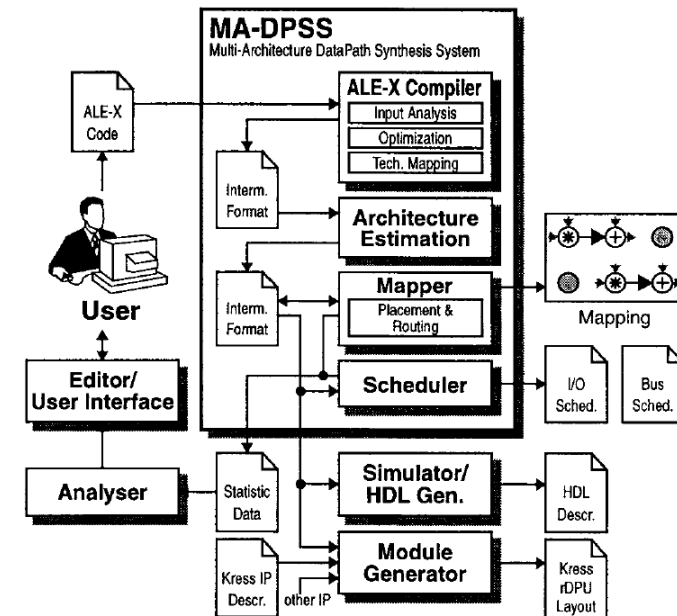 MA-DPSS
Multi-Architecture DataPath Synthesis System
ALE-X
Code
ALE-X Compiler
Input Analysis
Optimization
Tech. Mapping
Interm.
Format
Architecture
Estimation
User
Interm.
Format
Mapper
Placement &
Routing
Mapping
Editor/
User Interface
Scheduler
I/O
Sched.
Bus
Sched.
Analyser
Statistic
Data
Simulator/
HDL Gen.
HDL
Descr.
Kress IP
Descr.
other IP
Module
Generator
Kress
rDPU
Layout